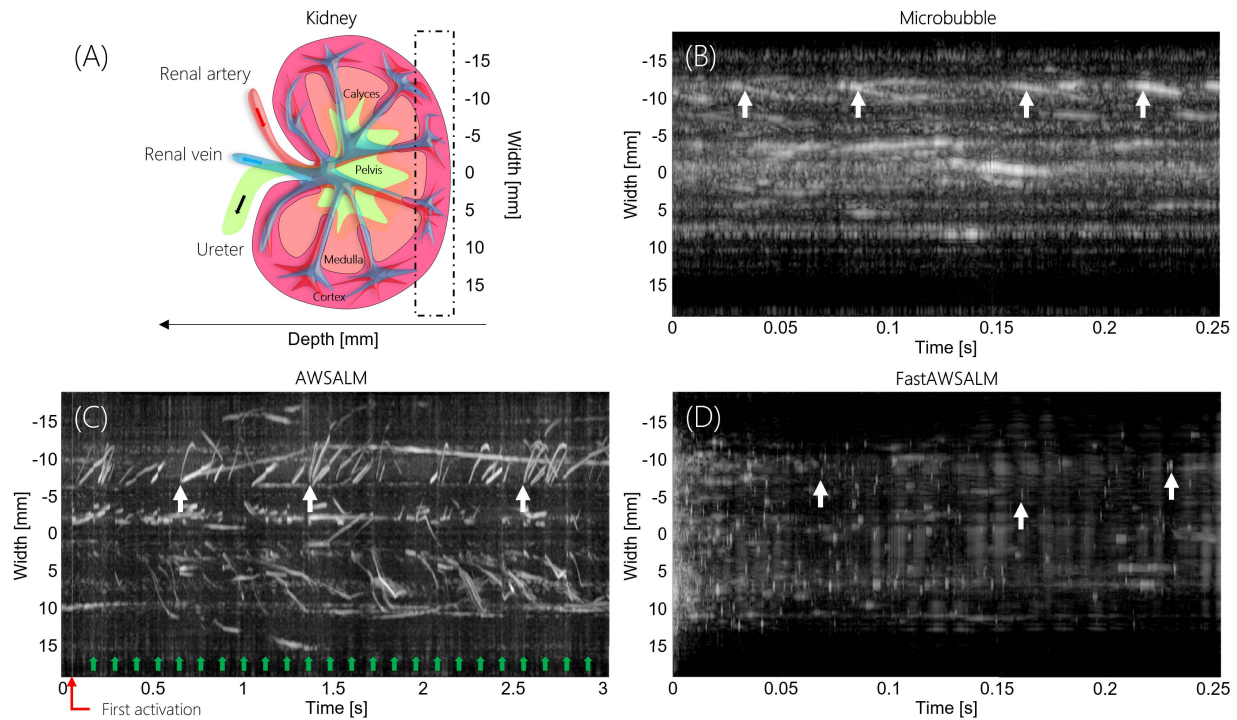 Kidney
(A)
Renal artery
Renal vein
Ureter
Calyces
Pelvis
Medulla
Cortex
-15
-10
-5
0
5
10
15
Width [mm]
Depth [mm]
Microbubble
(B)
-15
-10
-5
0
5
10
15
Width [mm]
0 0.05 0.1 0.15 0.2 0.25
Time [s]
AWSALM
(C)
-15
-10
-5
0
5
10
15
Width [mm]
0 0.5 1 1.5 2 2.5 3
Time [s]
First activation
FastAWSALM
(D)
-15
-10
-5
0
5
10
15
Width [mm]
0 0.05 0.1 0.15 0.2 0.25
Time [s]